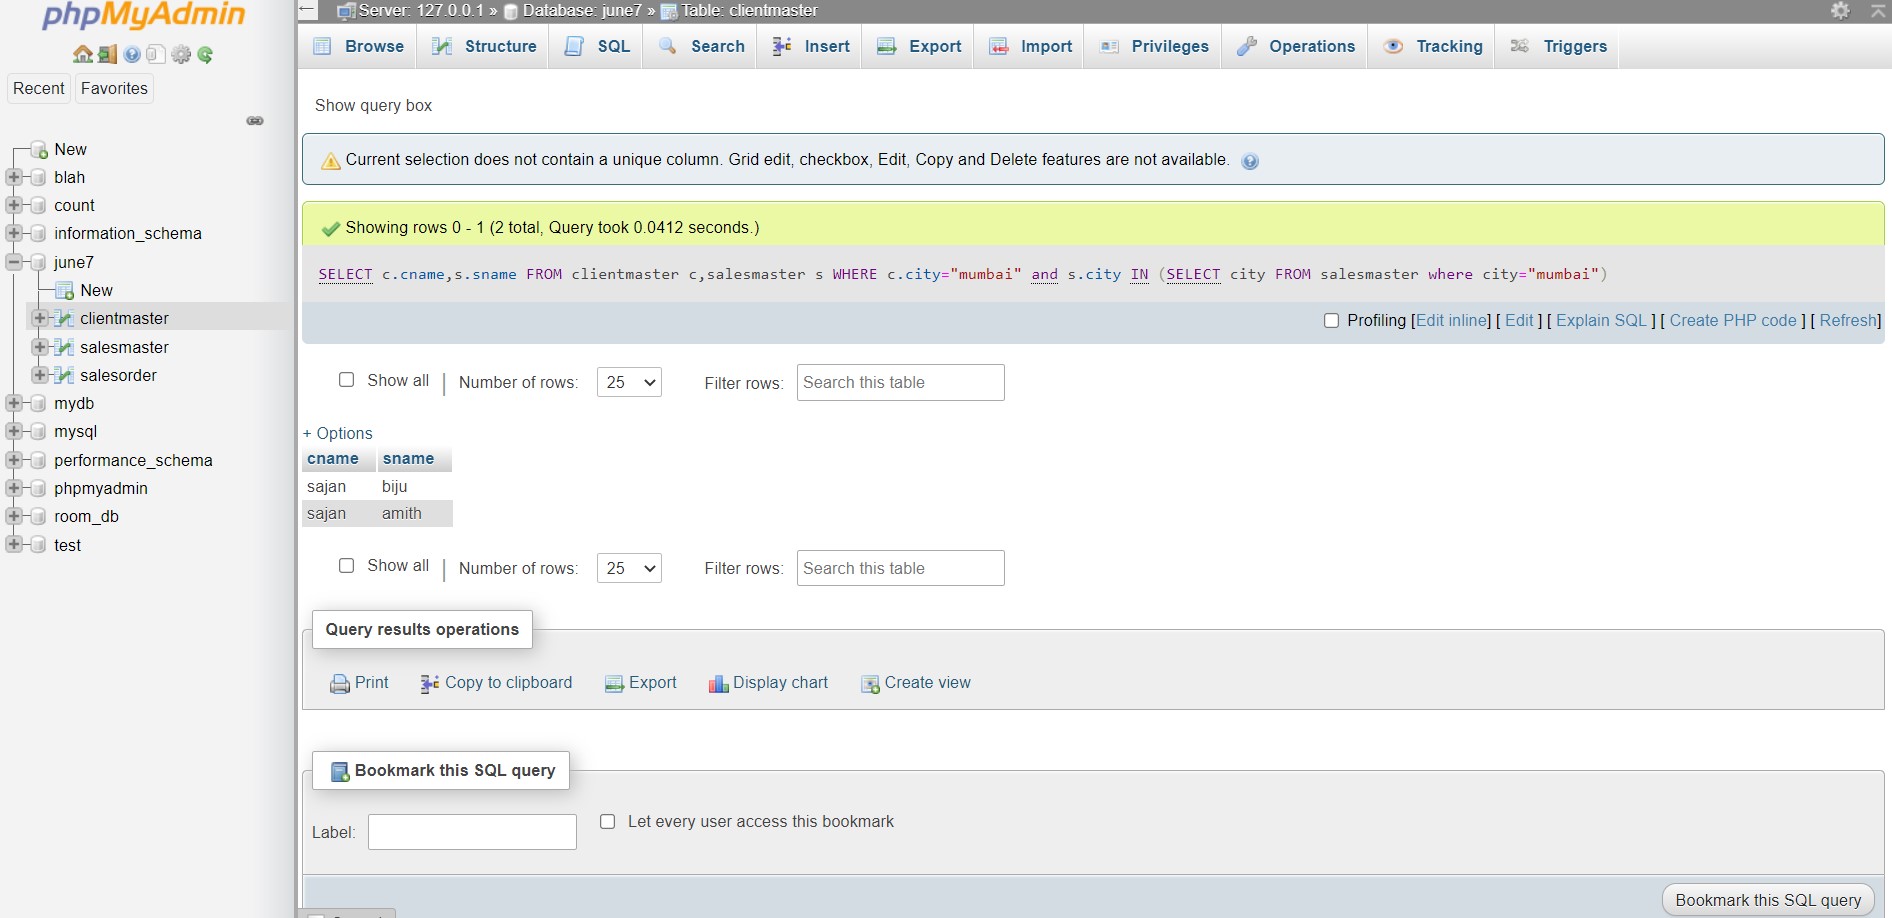 phpMyAdmin
Recent Favorites
New
blah
count
information_schema
june7
New
clientmaster
salesmaster
salesorder
mydb
mysql
performance_schema
phpmyadmin
room_db
test
Server: 127.0.0.1 » Database: june7 » Table: clientmaster
Browse Structure SQL Search Insert Export Import Privileges Operations Tracking Triggers
Show query box
Current selection does not contain a unique column. Grid edit, checkbox, Edit, Copy and Delete features are not available.
Showing rows 0 - 1 (2 total, Query took 0.0412 seconds.)
SELECT c.cname,s.sname FROM clientmaster c,salesmaster s WHERE c.city="mumbai" and s.city IN (SELECT city FROM salesmaster where city="mumbai")
Profiling [Edit inline] [ Edit ] [ Explain SQL ] [ Create PHP code ] [ Refresh]
Show all | Number of rows: 25 Filter rows: Search this table
+ Options
cname sname
sajan biju
sajan amith
Show all | Number of rows: 25 Filter rows: Search this table
Query results operations
Print Copy to clipboard Export Display chart Create view
Bookmark this SQL query
Label: Let every user access this bookmark
Bookmark this SQL query